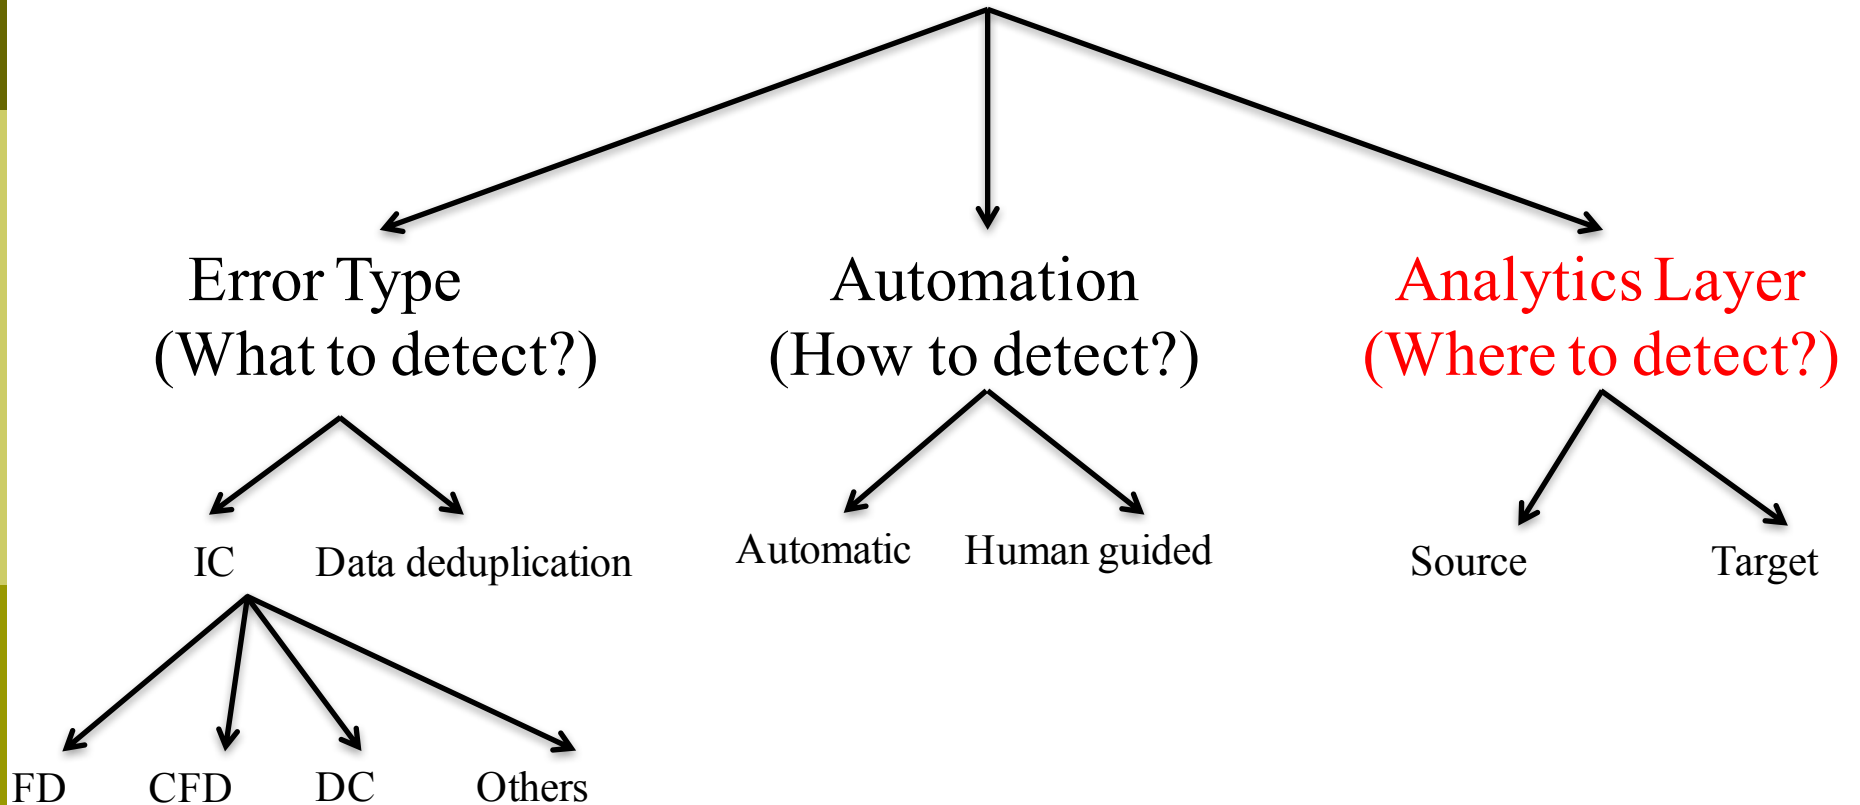 Error Type
(What to detect?)
Automation
(How to detect?)
Analytics Layer
(Where to detect?)
IC
Data deduplication
Automatic
Human guided
Source
Target
FD
CFD
DC
Others